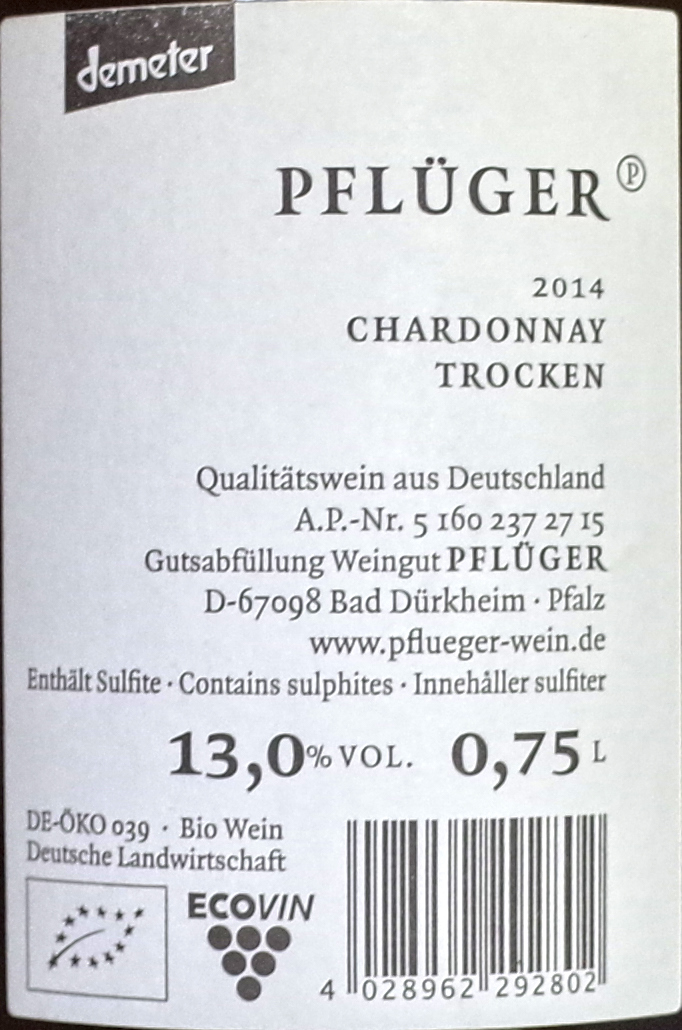 demeter
PFLÜGER Ⓟ
2014
CHARDONNAY
TROCKEN
Qualitätswein aus Deutschland
A.P.-Nr. 5 160 237 27 15
Gutsabfüllung Weingut PFLÜGER
D-67098 Bad Dürkheim · Pfalz
www.pflueger-wein.de
Enthält Sulfite · Contains sulphites · Innehåller sulfiter
13,0% VOL. 0,75 L
DE-ÖKO 039 · Bio Wein
Deutsche Landwirtschaft
ECOVIN
4 028962 292802